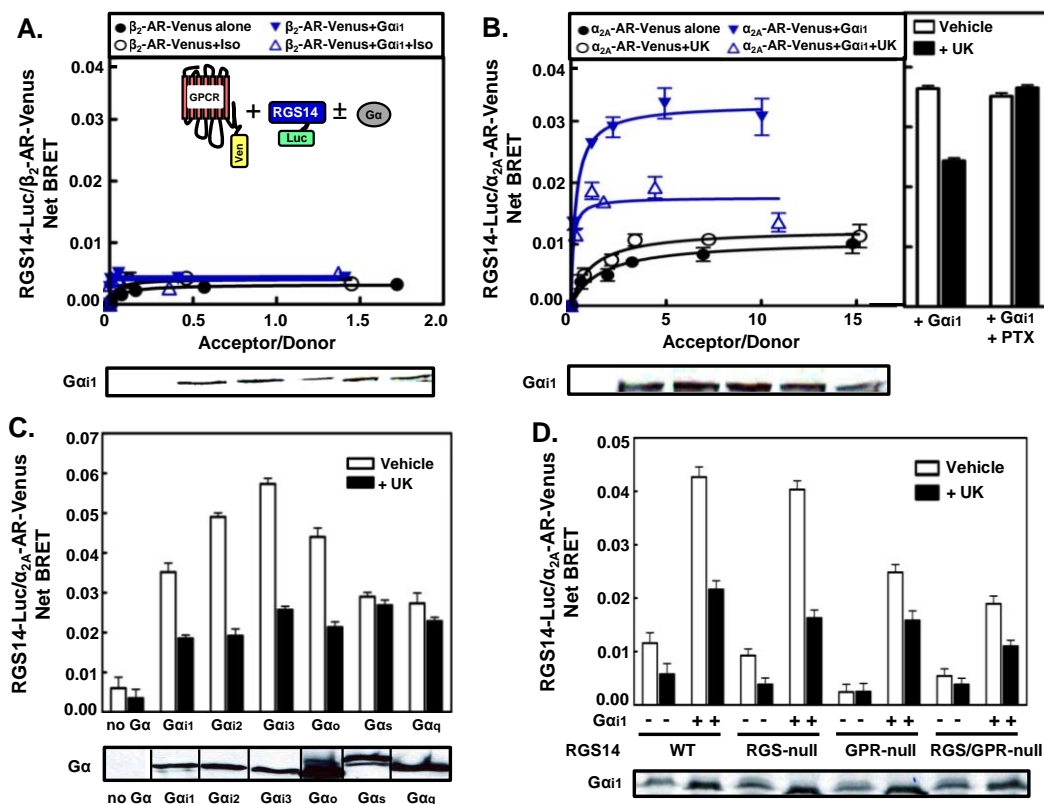 A.
● β₂-AR-Venus alone ▼ β₂-AR-Venus+Gαi1
○ β₂-AR-Venus+Iso △ β₂-AR-Venus+Gαi1+Iso
RGS14-Luc/β₂-AR-Venus
Net BRET
0.04
0.03
0.02
0.01
0.00
GPCR
Ven
+
RGS14
Luc
±
Gα
0 0.5 1.0 1.5 2.0
Acceptor/Donor
Gαi1
B.
● α₂A-AR-Venus alone ▼ α₂A-AR-Venus+Gαi1
○ α₂A-AR-Venus+UK △ α₂A-AR-Venus+Gαi1+UK
RGS14-Luc/α₂A-AR-Venus
Net BRET
0.04
0.03
0.02
0.01
0.00
0 5 10 15
Acceptor/Donor
Vehicle
+ UK
+ Gαi1 + Gαi1
+ PTX
Gαi1
C.
RGS14-Luc/α₂A-AR-Venus
Net BRET
0.07
0.06
0.05
0.04
0.03
0.02
0.01
0.00
Vehicle
+ UK
no Gα Gαi1 Gαi2 Gαi3 Gαo Gαs Gαq
Gα
no Gα Gαi1 Gαi2 Gαi3 Gαo Gαs Gαq
D.
RGS14-Luc/α₂A-AR-Venus
Net BRET
0.05
0.04
0.03
0.02
0.01
0.00
Vehicle
+ UK
Gαi1 - - + + - - + + - - + + - - + +
RGS14 WT RGS-null GPR-null RGS/GPR-null
Gαi1